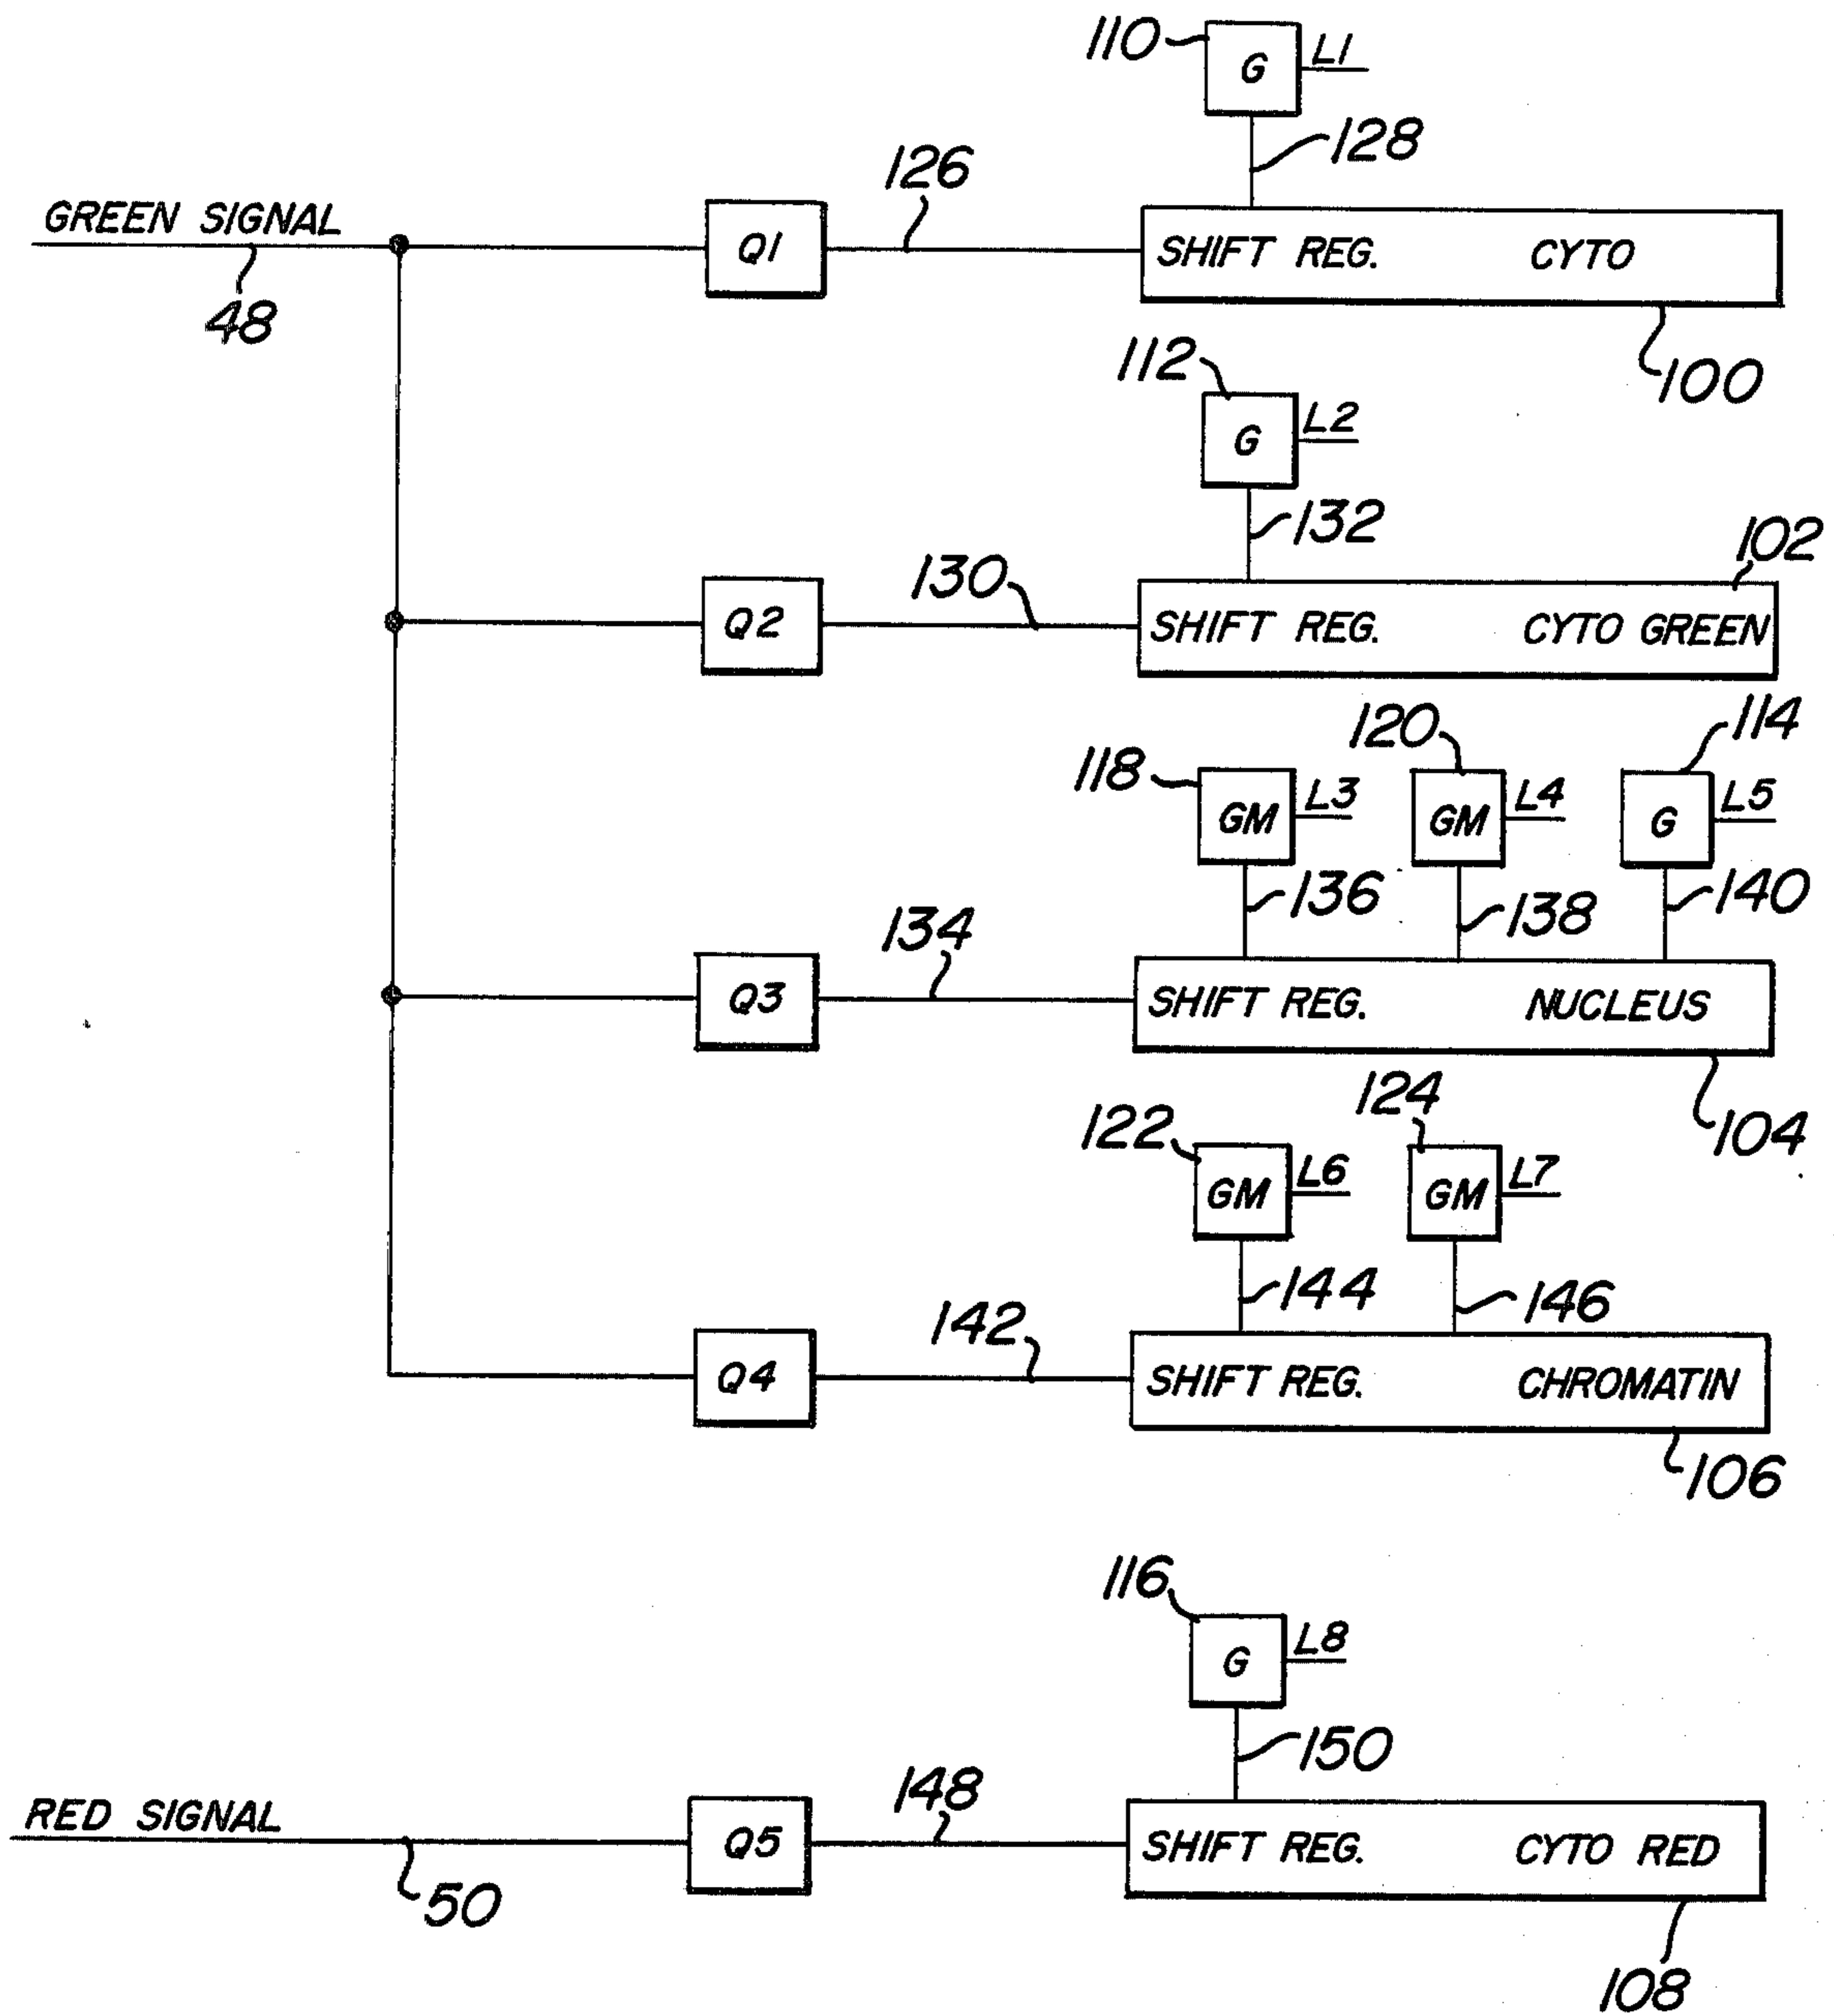 110
G
L1
128
126
GREEN SIGNAL
48
Q1
SHIFT REG. CYTO
100
112
G
L2
132
102
130
Q2
SHIFT REG. CYTO GREEN
118
GM
L3
120
GM
L4
114
G
L5
136
138
140
134
Q3
SHIFT REG. NUCLEUS
104
122
GM
L6
124
GM
L7
144
146
142
Q4
SHIFT REG. CHROMATIN
106
116
G
L8
150
148
RED SIGNAL
50
Q5
SHIFT REG. CYTO RED
108